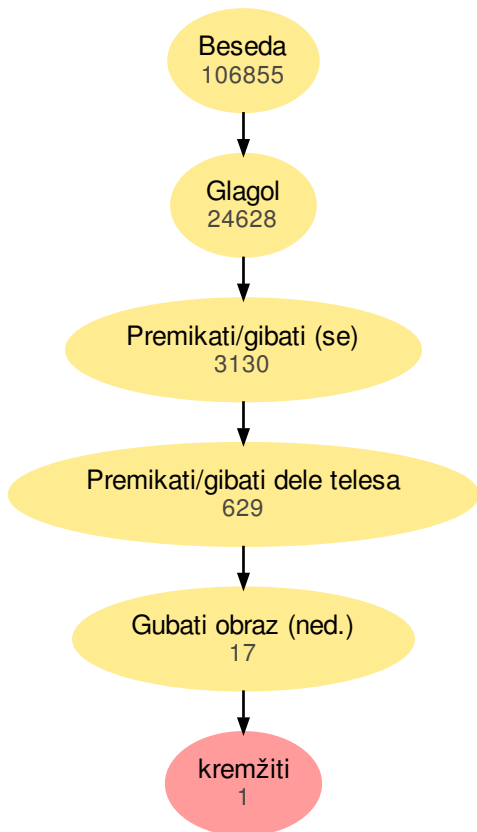 Beseda
106855
Glagol
24628
Premikati/gibati (se)
3130
Premikati/gibati dele telesa
629
Gubati obraz (ned.)
17
kremžiti
1